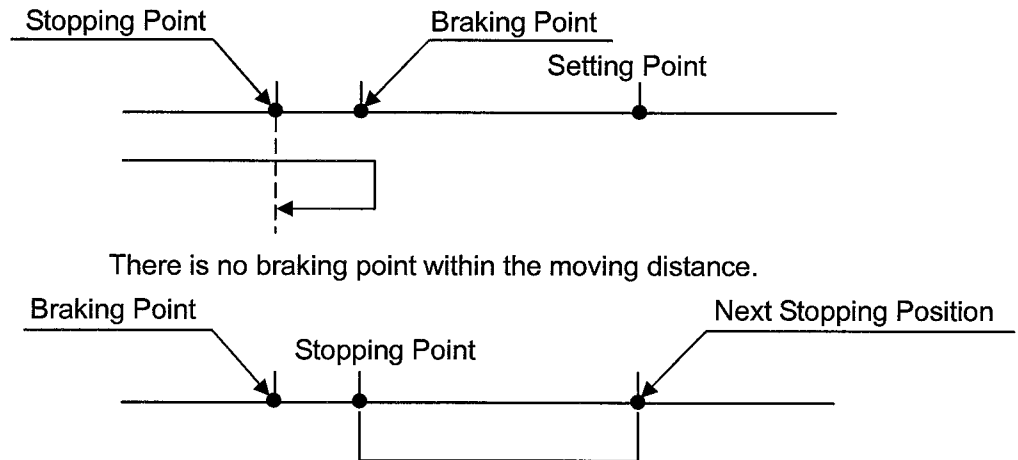 Stopping Point
Braking Point
Setting Point
There is no braking point within the moving distance.
Braking Point
Next Stopping Position
Stopping Point